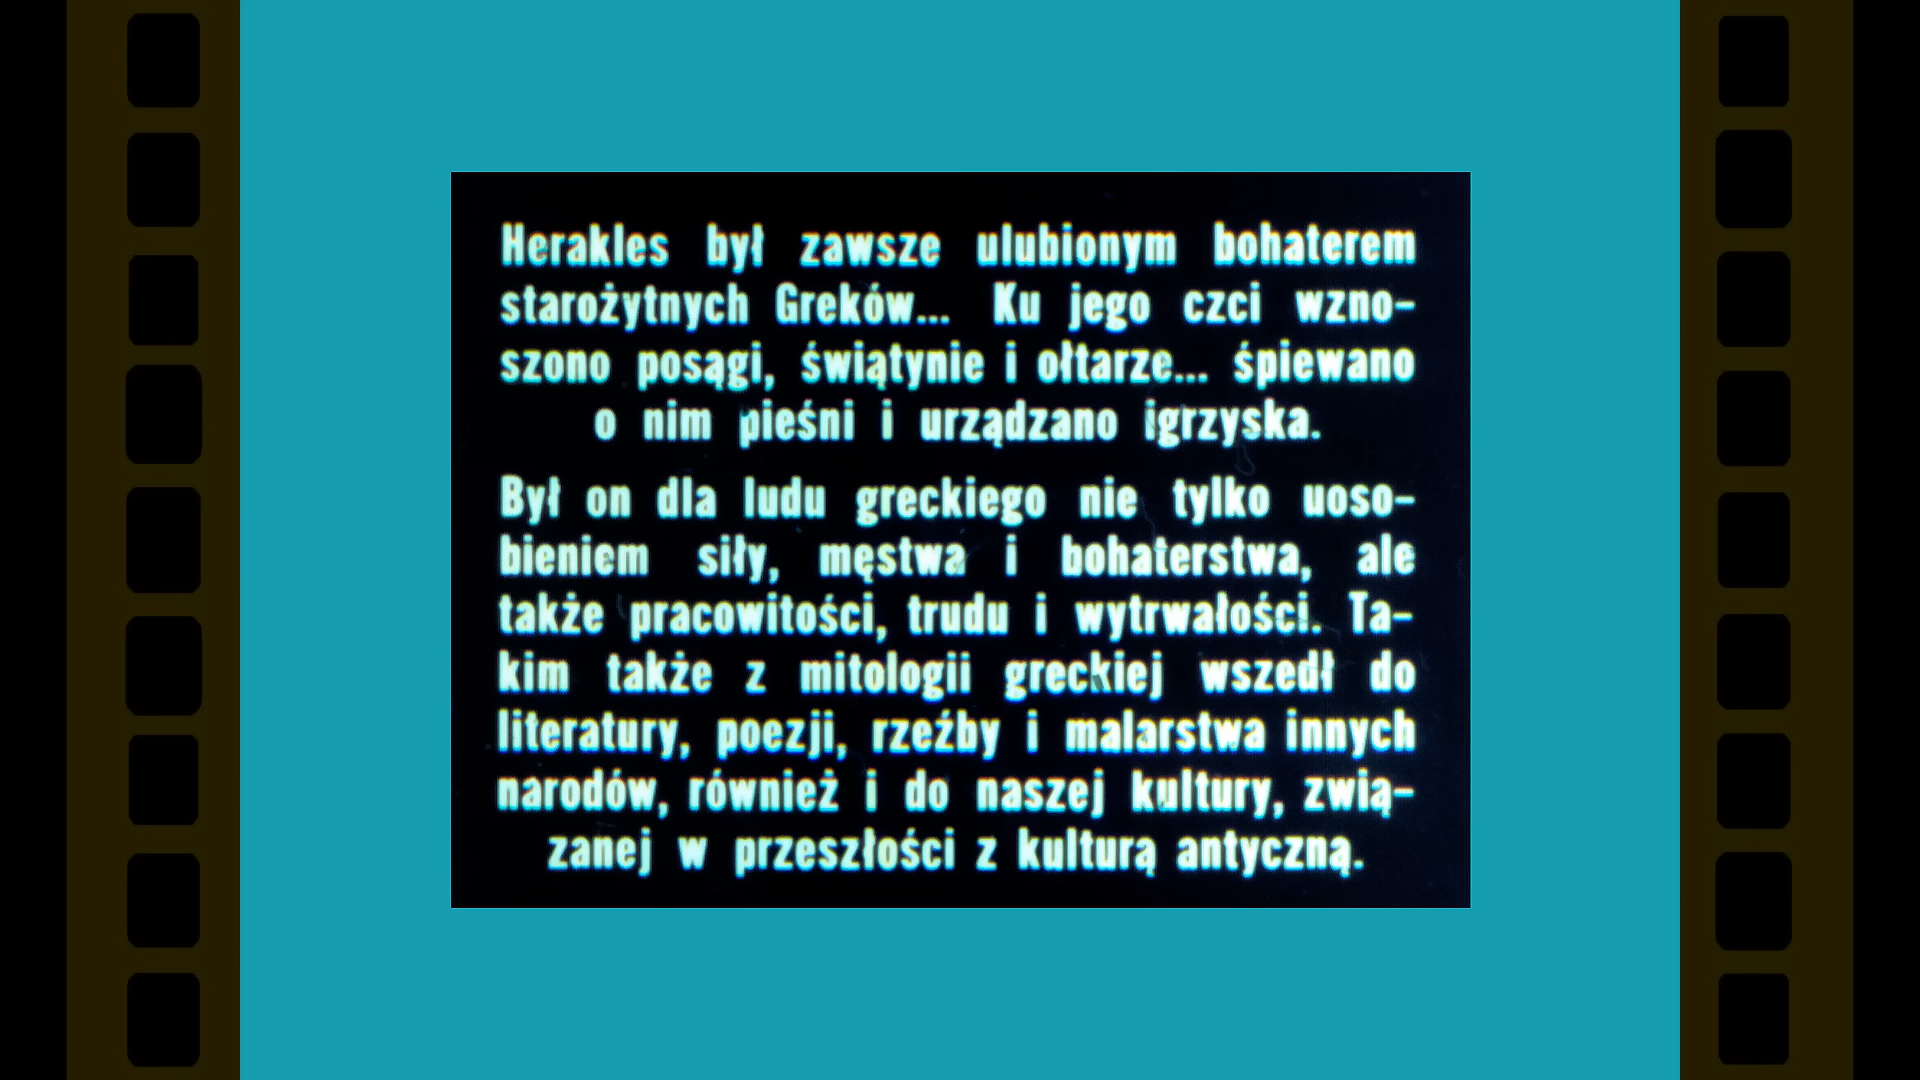 Herakles był zawsze ulubionym bohaterem
starożytnych Greków... Ku jego czci wzno-
szono posągi, świątynie i ołtarze... śpiewano
o nim pieśni i urządzano igrzyska.
Był on dla ludu greckiego nie tylko uoso-
bieniem siły, męstwa i bohaterstwa, ale
także pracowitości, trudu i wytrwałości. Ta-
kim także z mitologii greckiej wszedł do
literatury, poezji, rzeźby i malarstwa innych
narodów, również i do naszej kultury, zwią-
zanej w przeszłości z kulturą antyczną.